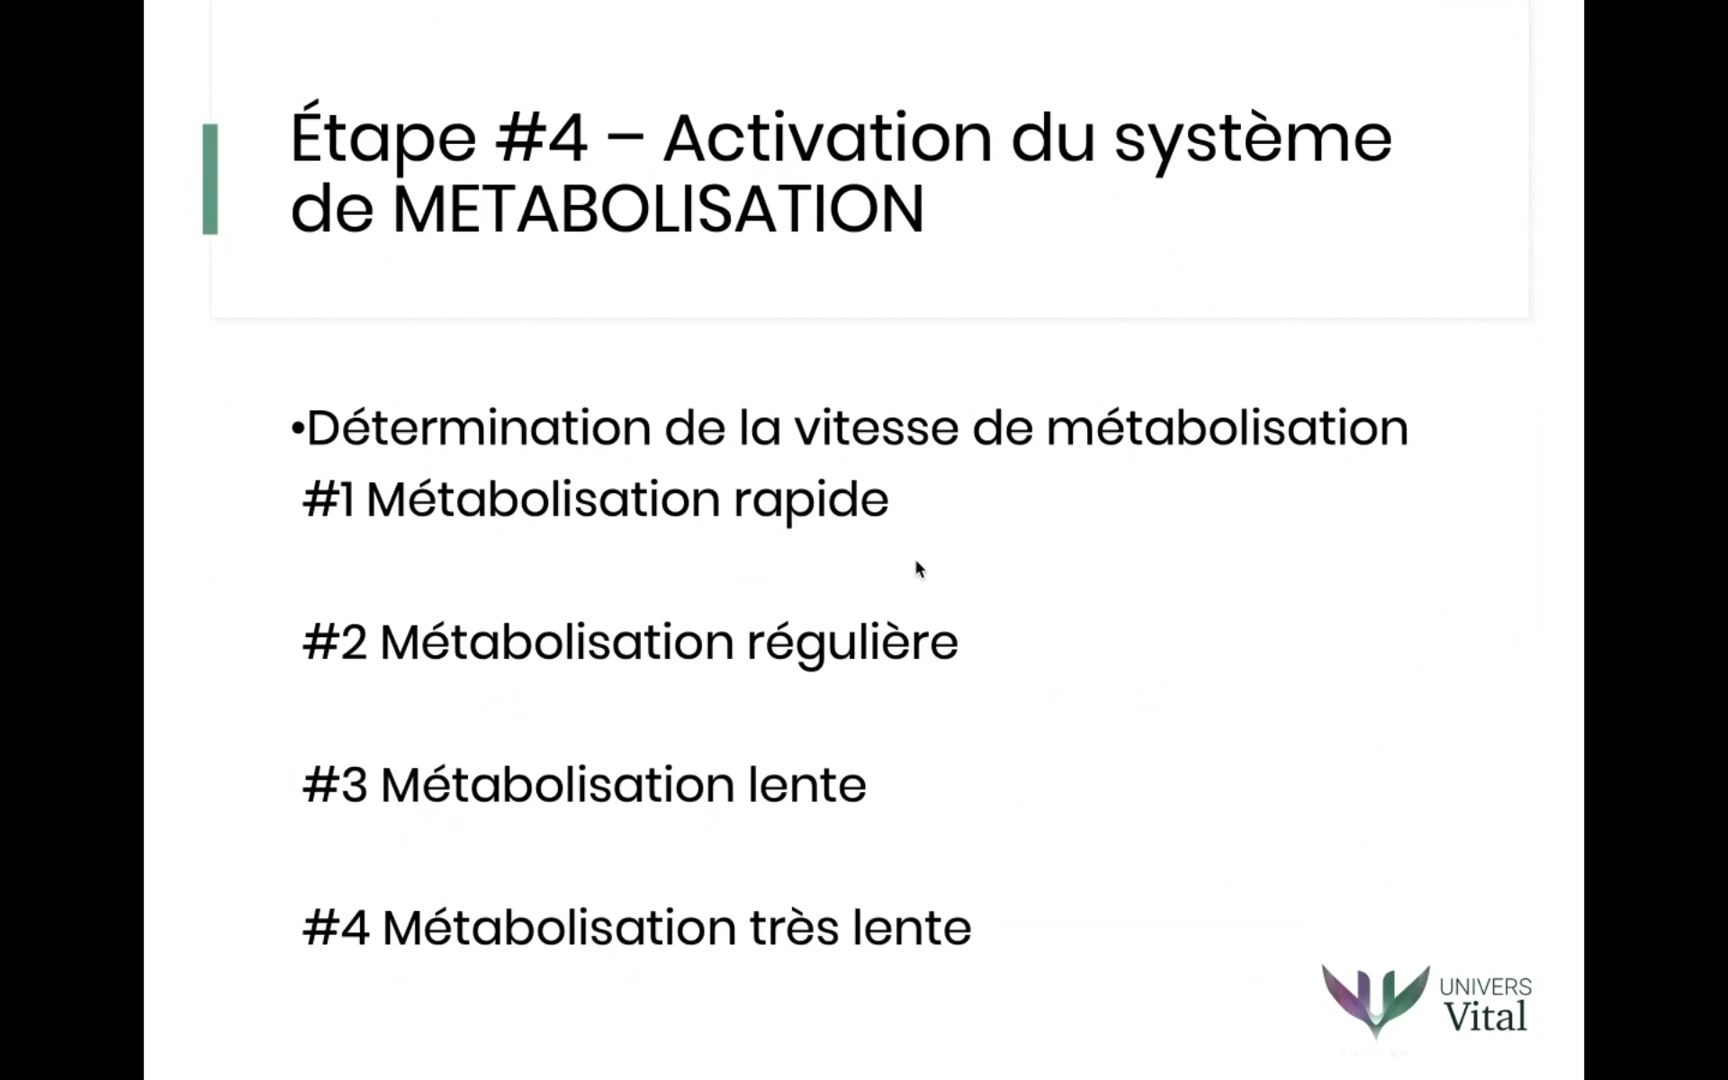 Étape #4 – Activation du système
de METABOLISATION
•Détermination de la vitesse de métabolisation
#1 Métabolisation rapide
#2 Métabolisation régulière
#3 Métabolisation lente
#4 Métabolisation très lente
UNIVERS
Vital